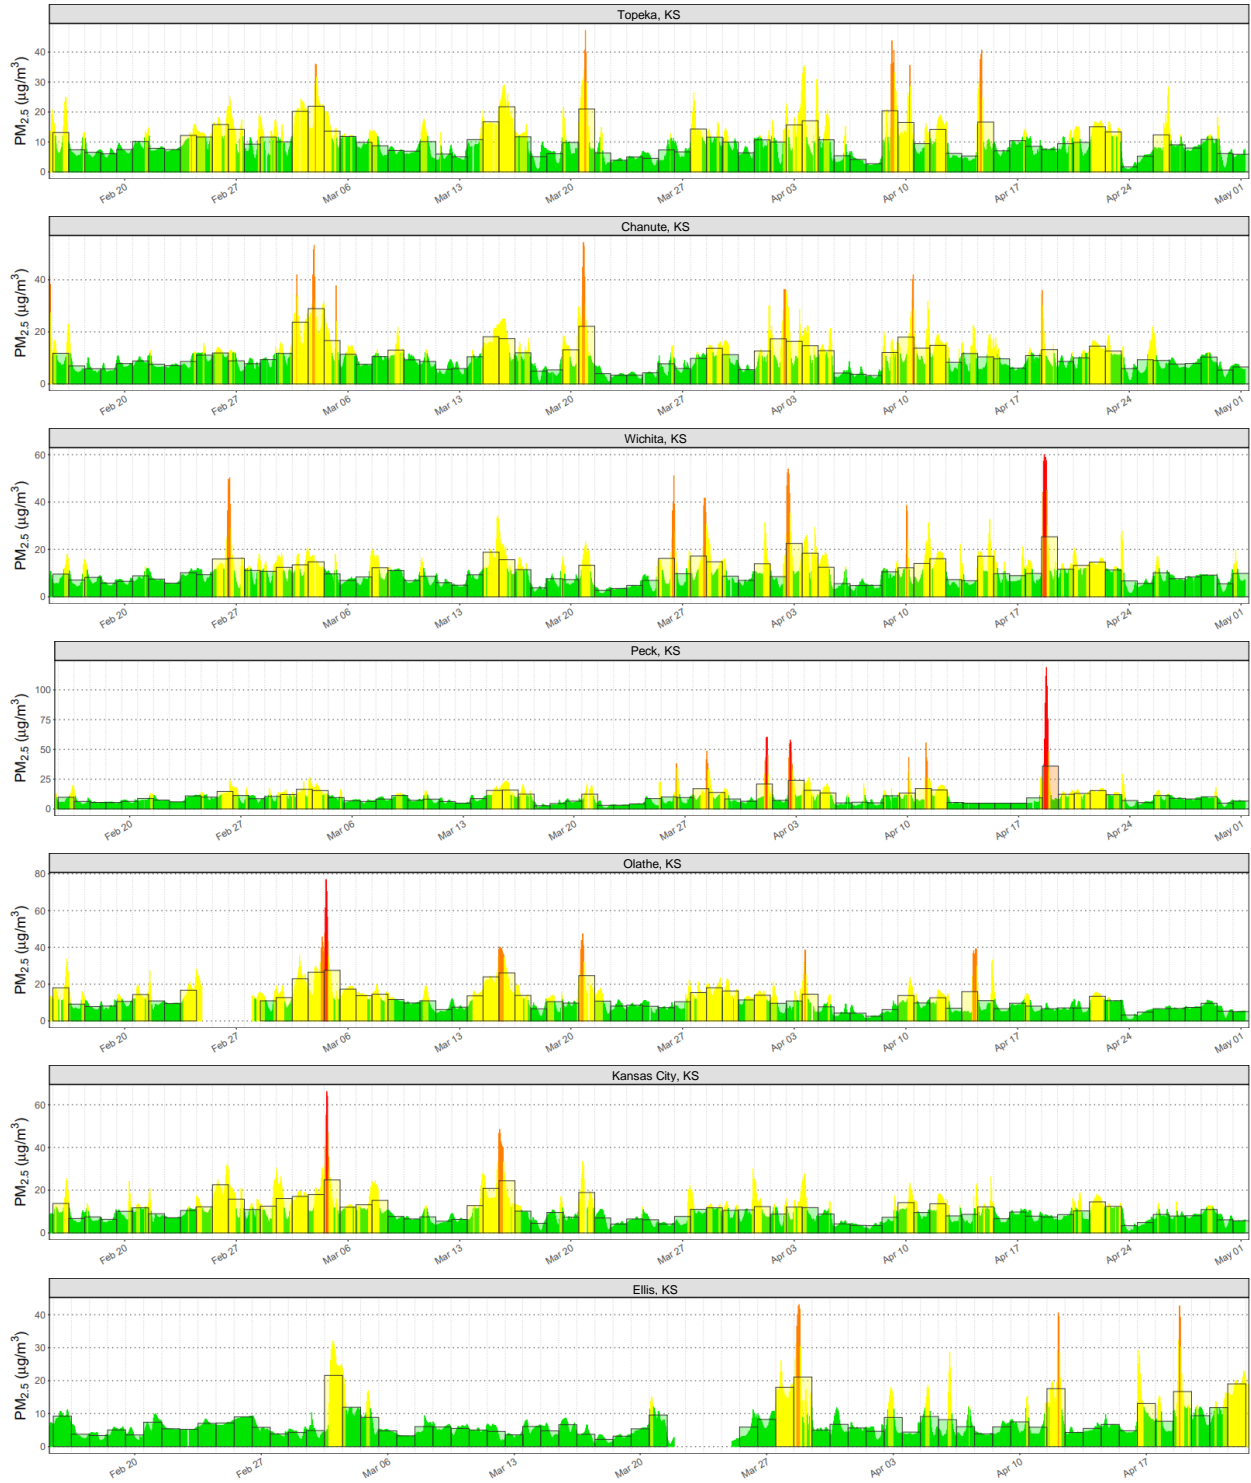 Topeka, KS
PM2.5 (µg/m³)
40
30
20
10
0
Feb 20 Feb 27 Mar 06 Mar 13 Mar 20 Mar 27 Apr 03 Apr 10 Apr 17 Apr 24 May 01
Chanute, KS
PM2.5 (µg/m³)
40
20
0
Feb 20 Feb 27 Mar 06 Mar 13 Mar 20 Mar 27 Apr 03 Apr 10 Apr 17 Apr 24 May 01
Wichita, KS
PM2.5 (µg/m³)
60
40
20
0
Feb 20 Feb 27 Mar 06 Mar 13 Mar 20 Mar 27 Apr 03 Apr 10 Apr 17 Apr 24 May 01
Peck, KS
PM2.5 (µg/m³)
100
75
50
25
0
Feb 20 Feb 27 Mar 06 Mar 13 Mar 20 Mar 27 Apr 03 Apr 10 Apr 17 Apr 24 May 01
Olathe, KS
PM2.5 (µg/m³)
80
60
40
20
0
Feb 20 Feb 27 Mar 06 Mar 13 Mar 20 Mar 27 Apr 03 Apr 10 Apr 17 Apr 24 May 01
Kansas City, KS
PM2.5 (µg/m³)
60
40
20
0
Feb 20 Feb 27 Mar 06 Mar 13 Mar 20 Mar 27 Apr 03 Apr 10 Apr 17 Apr 24 May 01
Ellis, KS
PM2.5 (µg/m³)
40
30
20
10
0
Feb 20 Feb 27 Mar 06 Mar 13 Mar 20 Mar 27 Apr 03 Apr 10 Apr 17